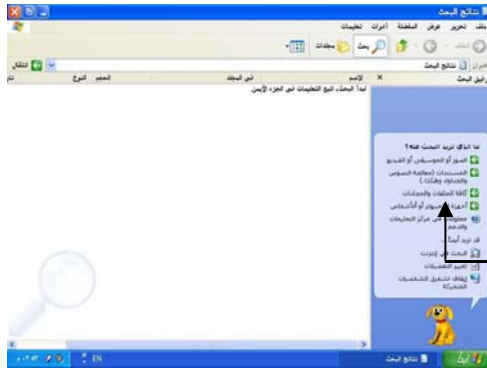 نتائج البحث
ملف تحرير عرض المفضلة أدوات تعليمات
بحث مجلدات
نتائج البحث
انتقال
رفيق البحث
الاسم في المجلد الحجم النوع
لبدأ البحث، اتبع التعليمات في الجزء الأيمن.
ما الذي تريد البحث عنه؟
الصور أو الموسيقى أو الفيديو
المستندات (معالجة النصوص
والجداول وهكذا.)
كافة الملفات والمجلدات
أجهزة الكمبيوتر أو الأشخاص
معلومات في مركز التعليمات
والدعم
قد تريد أيضاً...
البحث في إنترنت
تغيير التفضيلات
إيقاف تشغيل الشخصيات
المتحركة
ابدأ
نتائج البحث
EN